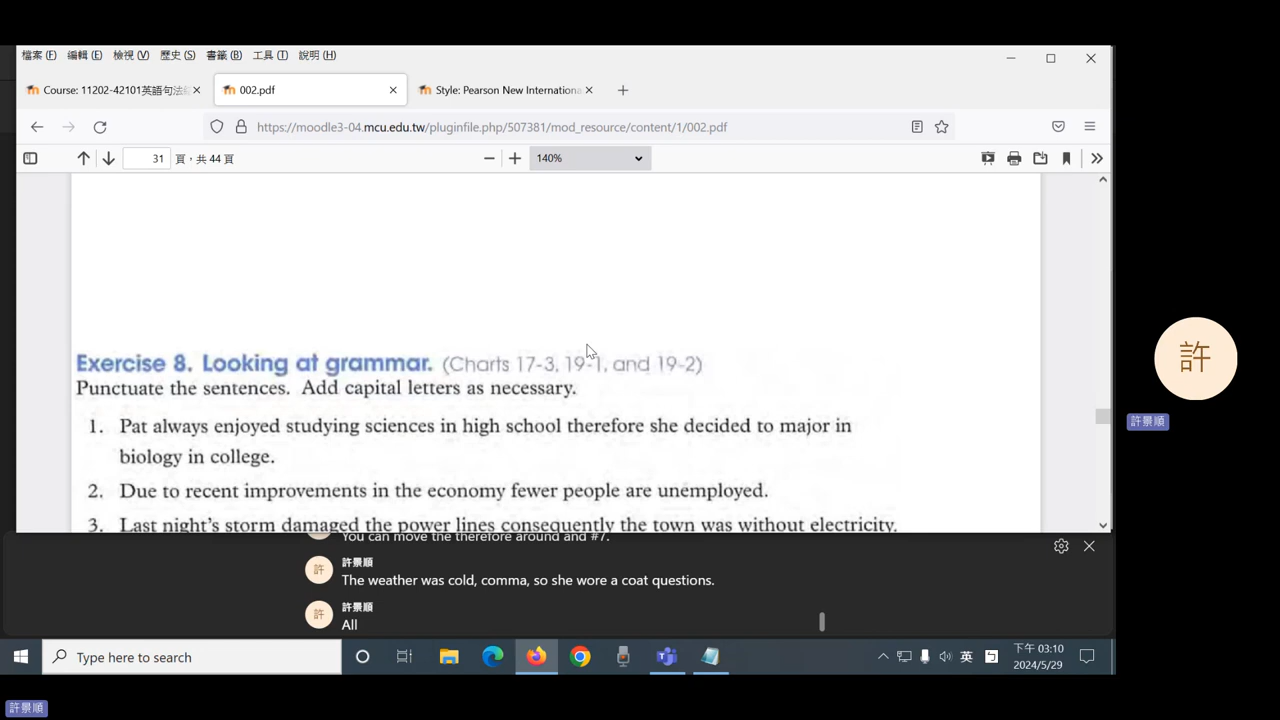 檔案 (F) 編輯 (E) 檢視 (V) 歷史 (S) 書籤 (B) 工具 (T) 說明 (H)
Course: 11202-42101英語句法
002.pdf
Style: Pearson New Internationa
https://moodle3-04.mcu.edu.tw/pluginfile.php/507381/mod_resource/content/1/002.pdf
31 頁，共 44 頁
140%
Exercise 8. Looking at grammar. (Charts 17-3, 19-1, and 19-2)
Punctuate the sentences. Add capital letters as necessary.
1. Pat always enjoyed studying sciences in high school therefore she decided to major in
biology in college.
2. Due to recent improvements in the economy fewer people are unemployed.
3. Last night's storm damaged the power lines consequently the town was without electricity.
You can move the therefore around and #7.
許景順
許
The weather was cold, comma, so she wore a coat questions.
許景順
許
All
許
許景順
Type here to search
英
下午 03:10
2024/5/29
許景順